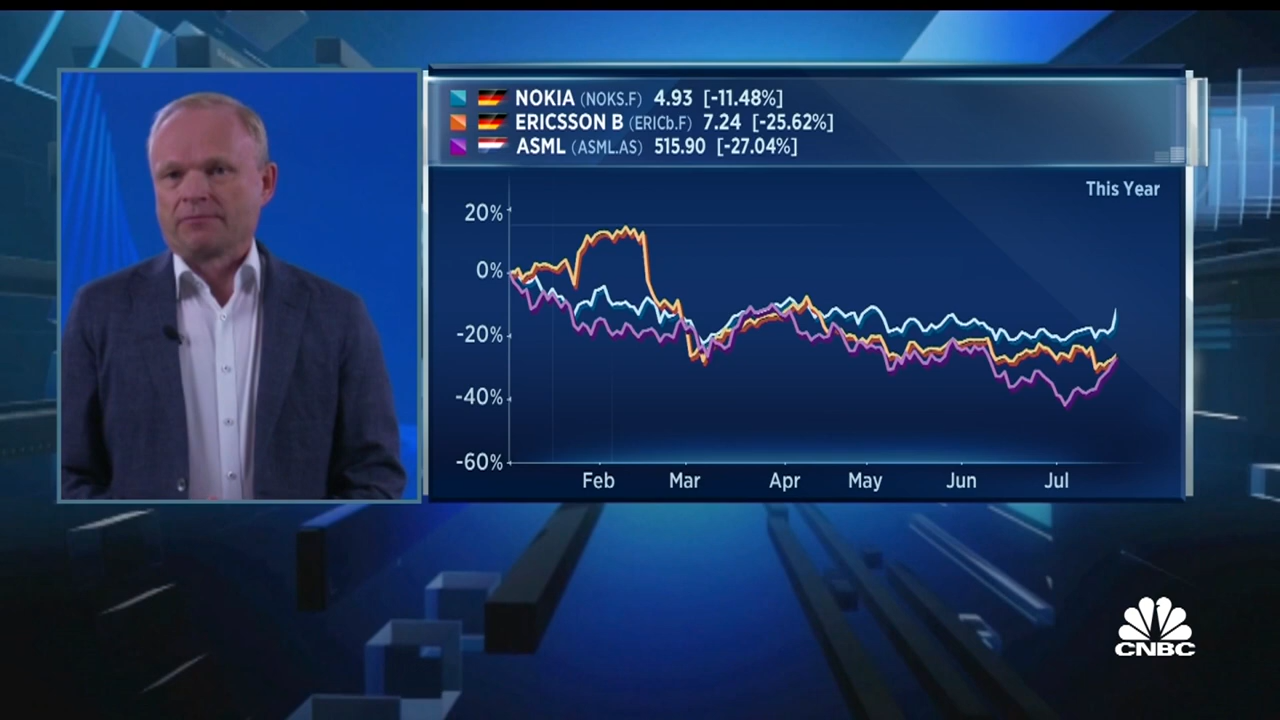 NOKIA (NOKS.F) 4.93 [-11.48%]
ERICSSON B (ERICb.F) 7.24 [-25.62%]
ASML (ASML.AS) 515.90 [-27.04%]
This Year
20%
0%
-20%
-40%
-60%
Feb Mar Apr May Jun Jul
CNBC